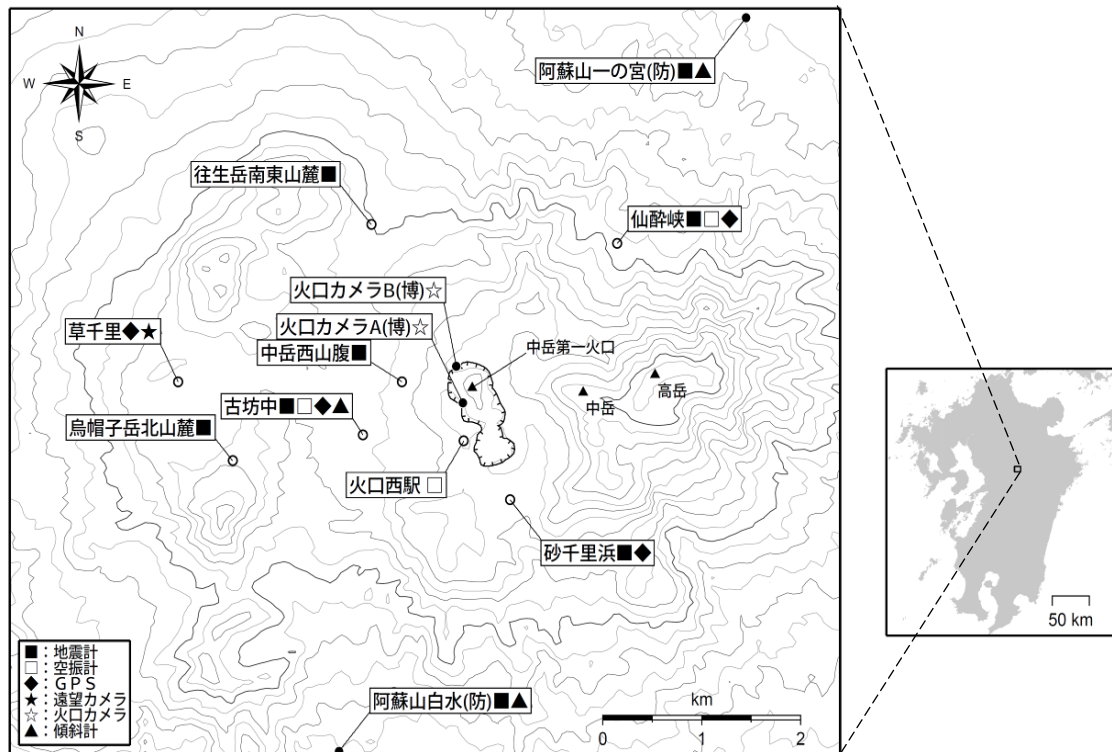 N
W
E
S
阿蘇山一の宮(防)■▲
往生岳南東山麓■
仙酔峡■□◆
火口カメラB(博)☆
火口カメラA(博)☆
草千里◆★
中岳西山腹■
中岳第一火口
高岳
中岳
古坊中■□◆▲
烏帽子岳北山麓■
火口西駅 □
砂千里浜■◆
50 km
■:地震計
□:空振計
◆:GPS
★:遠望カメラ
☆:火口カメラ
▲:傾斜計
阿蘇山白水(防)■▲
km
0 1 2